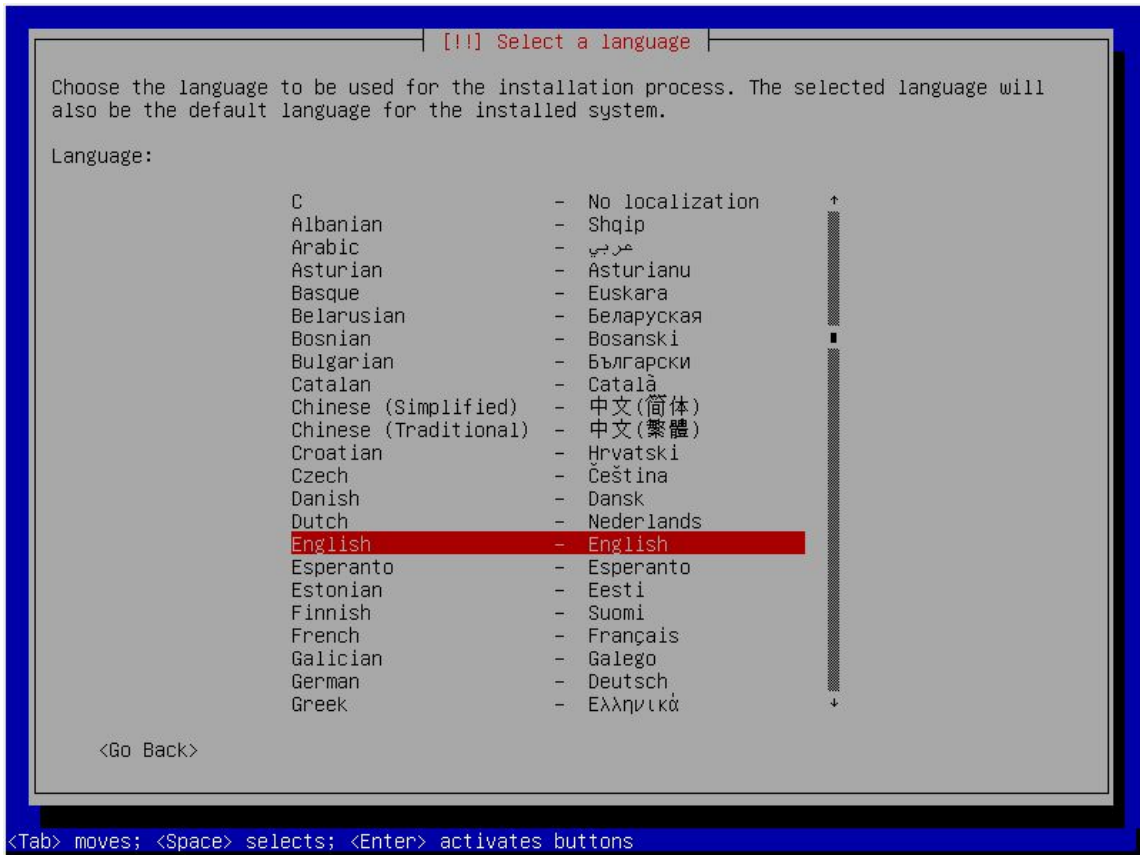 [!!] Select a language
Choose the language to be used for the installation process. The selected language will
also be the default language for the installed system.
Language:
C - No localization
Albanian - Shqip
Arabic - عربي
Asturian - Asturianu
Basque - Euskara
Belarusian - Беларуская
Bosnian - Bosanski
Bulgarian - Български
Catalan - Català
Chinese (Simplified) - 中文(简体)
Chinese (Traditional) - 中文(繁體)
Croatian - Hrvatski
Czech - Čeština
Danish - Dansk
Dutch - Nederlands
English - English
Esperanto - Esperanto
Estonian - Eesti
Finnish - Suomi
French - Français
Galician - Galego
German - Deutsch
Greek - Ελληνικά
<Go Back>
<Tab> moves; <Space> selects; <Enter> activates buttons